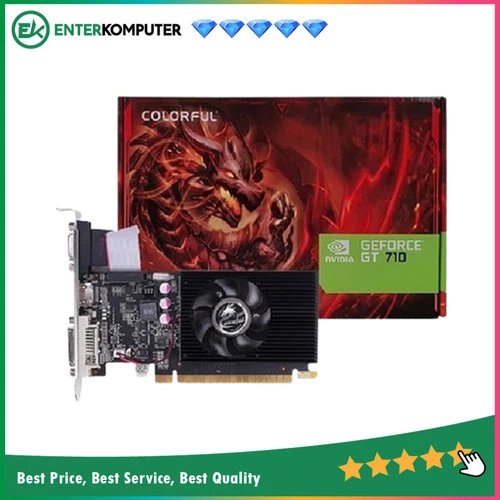 EK ENTERKOMPUTER
COLORFUL
NVIDIA
GEFORCE
GT 710
Best Price, Best Service, Best Quality